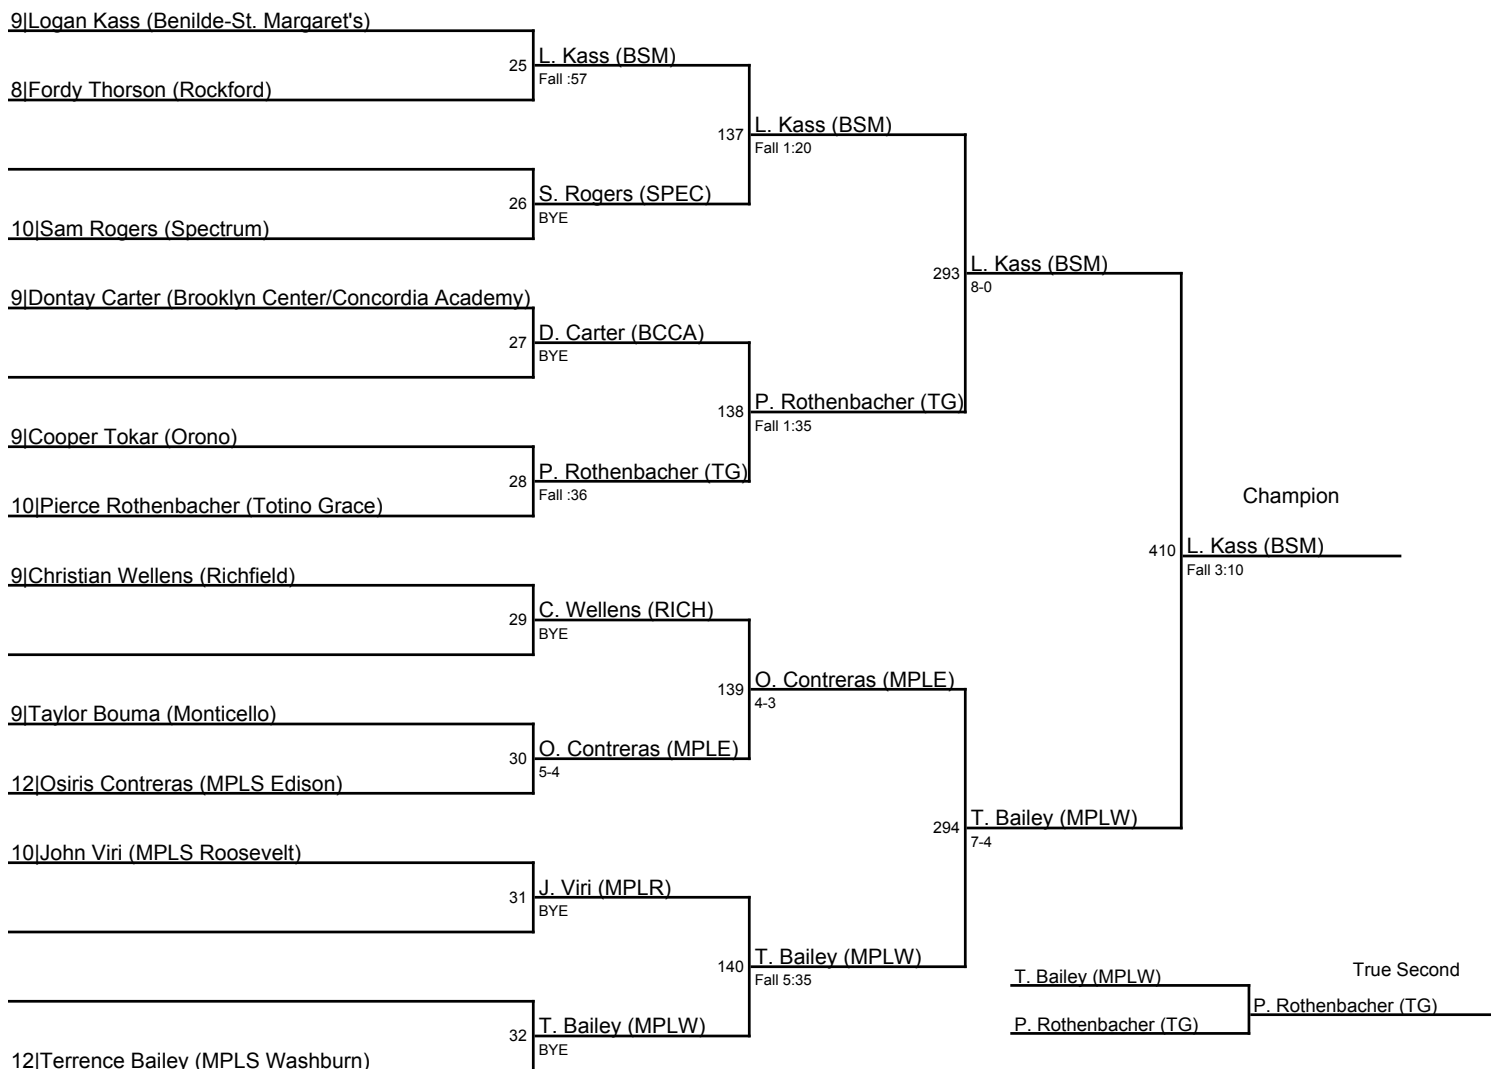 9|Logan Kass (Benilde-St. Margaret's)
25
L. Kass (BSM)
Fall :57
8|Fordy Thorson (Rockford)
137
L. Kass (BSM)
Fall 1:20
26
S. Rogers (SPEC)
BYE
10|Sam Rogers (Spectrum)
293
L. Kass (BSM)
8-0
9|Dontay Carter (Brooklyn Center/Concordia Academy)
27
D. Carter (BCCA)
BYE
138
P. Rothenbacher (TG)
Fall 1:35
9|Cooper Tokar (Orono)
28
P. Rothenbacher (TG)
Fall :36
10|Pierce Rothenbacher (Totino Grace)
Champion
410
L. Kass (BSM)
Fall 3:10
9|Christian Wellens (Richfield)
29
C. Wellens (RICH)
BYE
139
O. Contreras (MPLE)
4-3
9|Taylor Bouma (Monticello)
30
O. Contreras (MPLE)
5-4
12|Osiris Contreras (MPLS Edison)
294
T. Bailey (MPLW)
7-4
10|John Viri (MPLS Roosevelt)
31
J. Viri (MPLR)
BYE
140
T. Bailey (MPLW)
Fall 5:35
32
T. Bailey (MPLW)
BYE
12|Terrence Bailey (MPLS Washburn)
True Second
T. Bailey (MPLW)
P. Rothenbacher (TG)
P. Rothenbacher (TG)